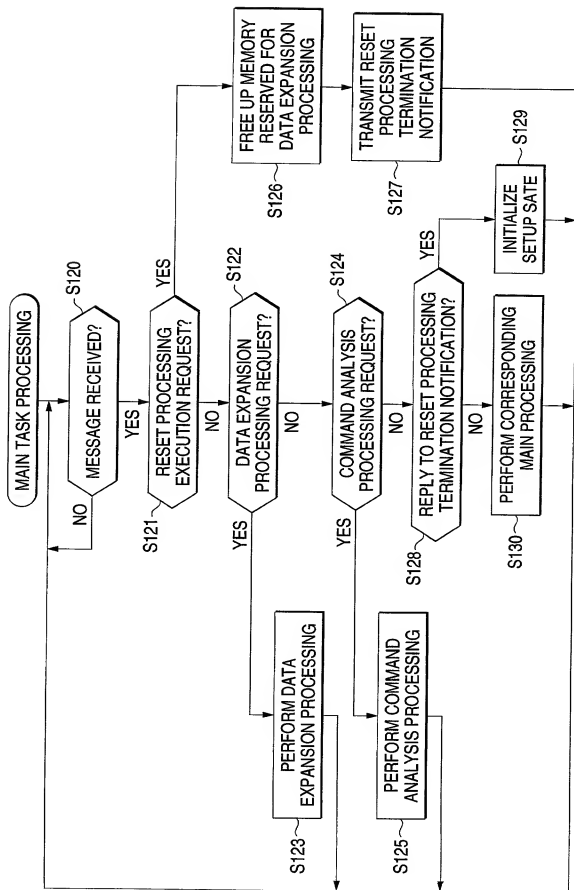 MAIN TASK PROCESSING
S120
MESSAGE RECEIVED?
NO
YES
S121
RESET PROCESSING
EXECUTION REQUEST?
YES
NO
S126
FREE UP MEMORY
RESERVED FOR
DATA EXPANSION
PROCESSING
S127
TRANSMIT RESET
PROCESSING
TERMINATION
NOTIFICATION
S122
DATA EXPANSION
PROCESSING REQUEST?
YES
NO
S123
PERFORM DATA
EXPANSION PROCESSING
S124
COMMAND ANALYSIS
PROCESSING REQUEST?
YES
NO
S125
PERFORM COMMAND
ANALYSIS PROCESSING
S128
REPLY TO RESET PROCESSING
TERMINATION NOTIFICATION?
YES
NO
S129
INITIALIZE
SETUP SATE
S130
PERFORM CORRESPONDING
MAIN PROCESSING